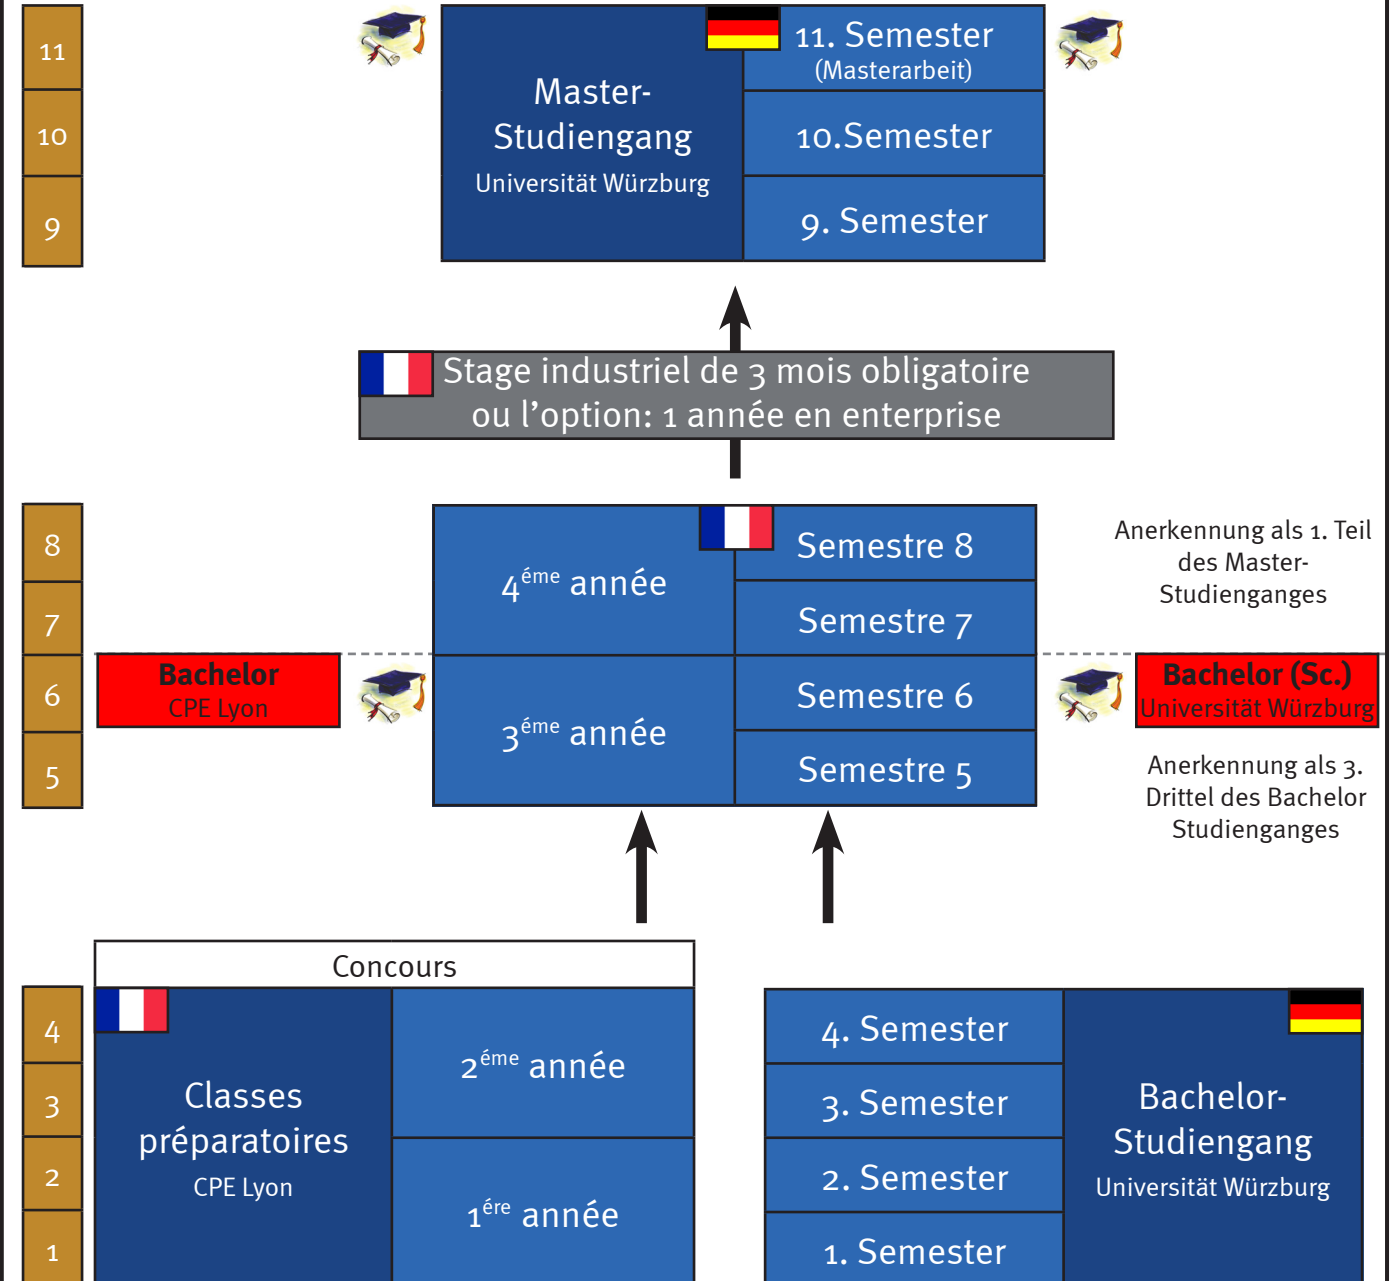 11
10
9
Master-
Studiengang
Universität Würzburg
11. Semester
(Masterarbeit)
10.Semester
9. Semester
Stage industriel de 3 mois obligatoire
ou l’option: 1 année en enterprise
8
7
6
5
4éme année
3éme année
Semestre 8
Semestre 7
Semestre 6
Semestre 5
Anerkennung als 1. Teil
des Master-
Studienganges
Bachelor
CPE Lyon
Bachelor (Sc.)
Universität Würzburg
Anerkennung als 3.
Drittel des Bachelor
Studienganges
Concours
4
3
2
1
Classes
préparatoires
CPE Lyon
2éme année
1ére année
4. Semester
3. Semester
2. Semester
1. Semester
Bachelor-
Studiengang
Universität Würzburg